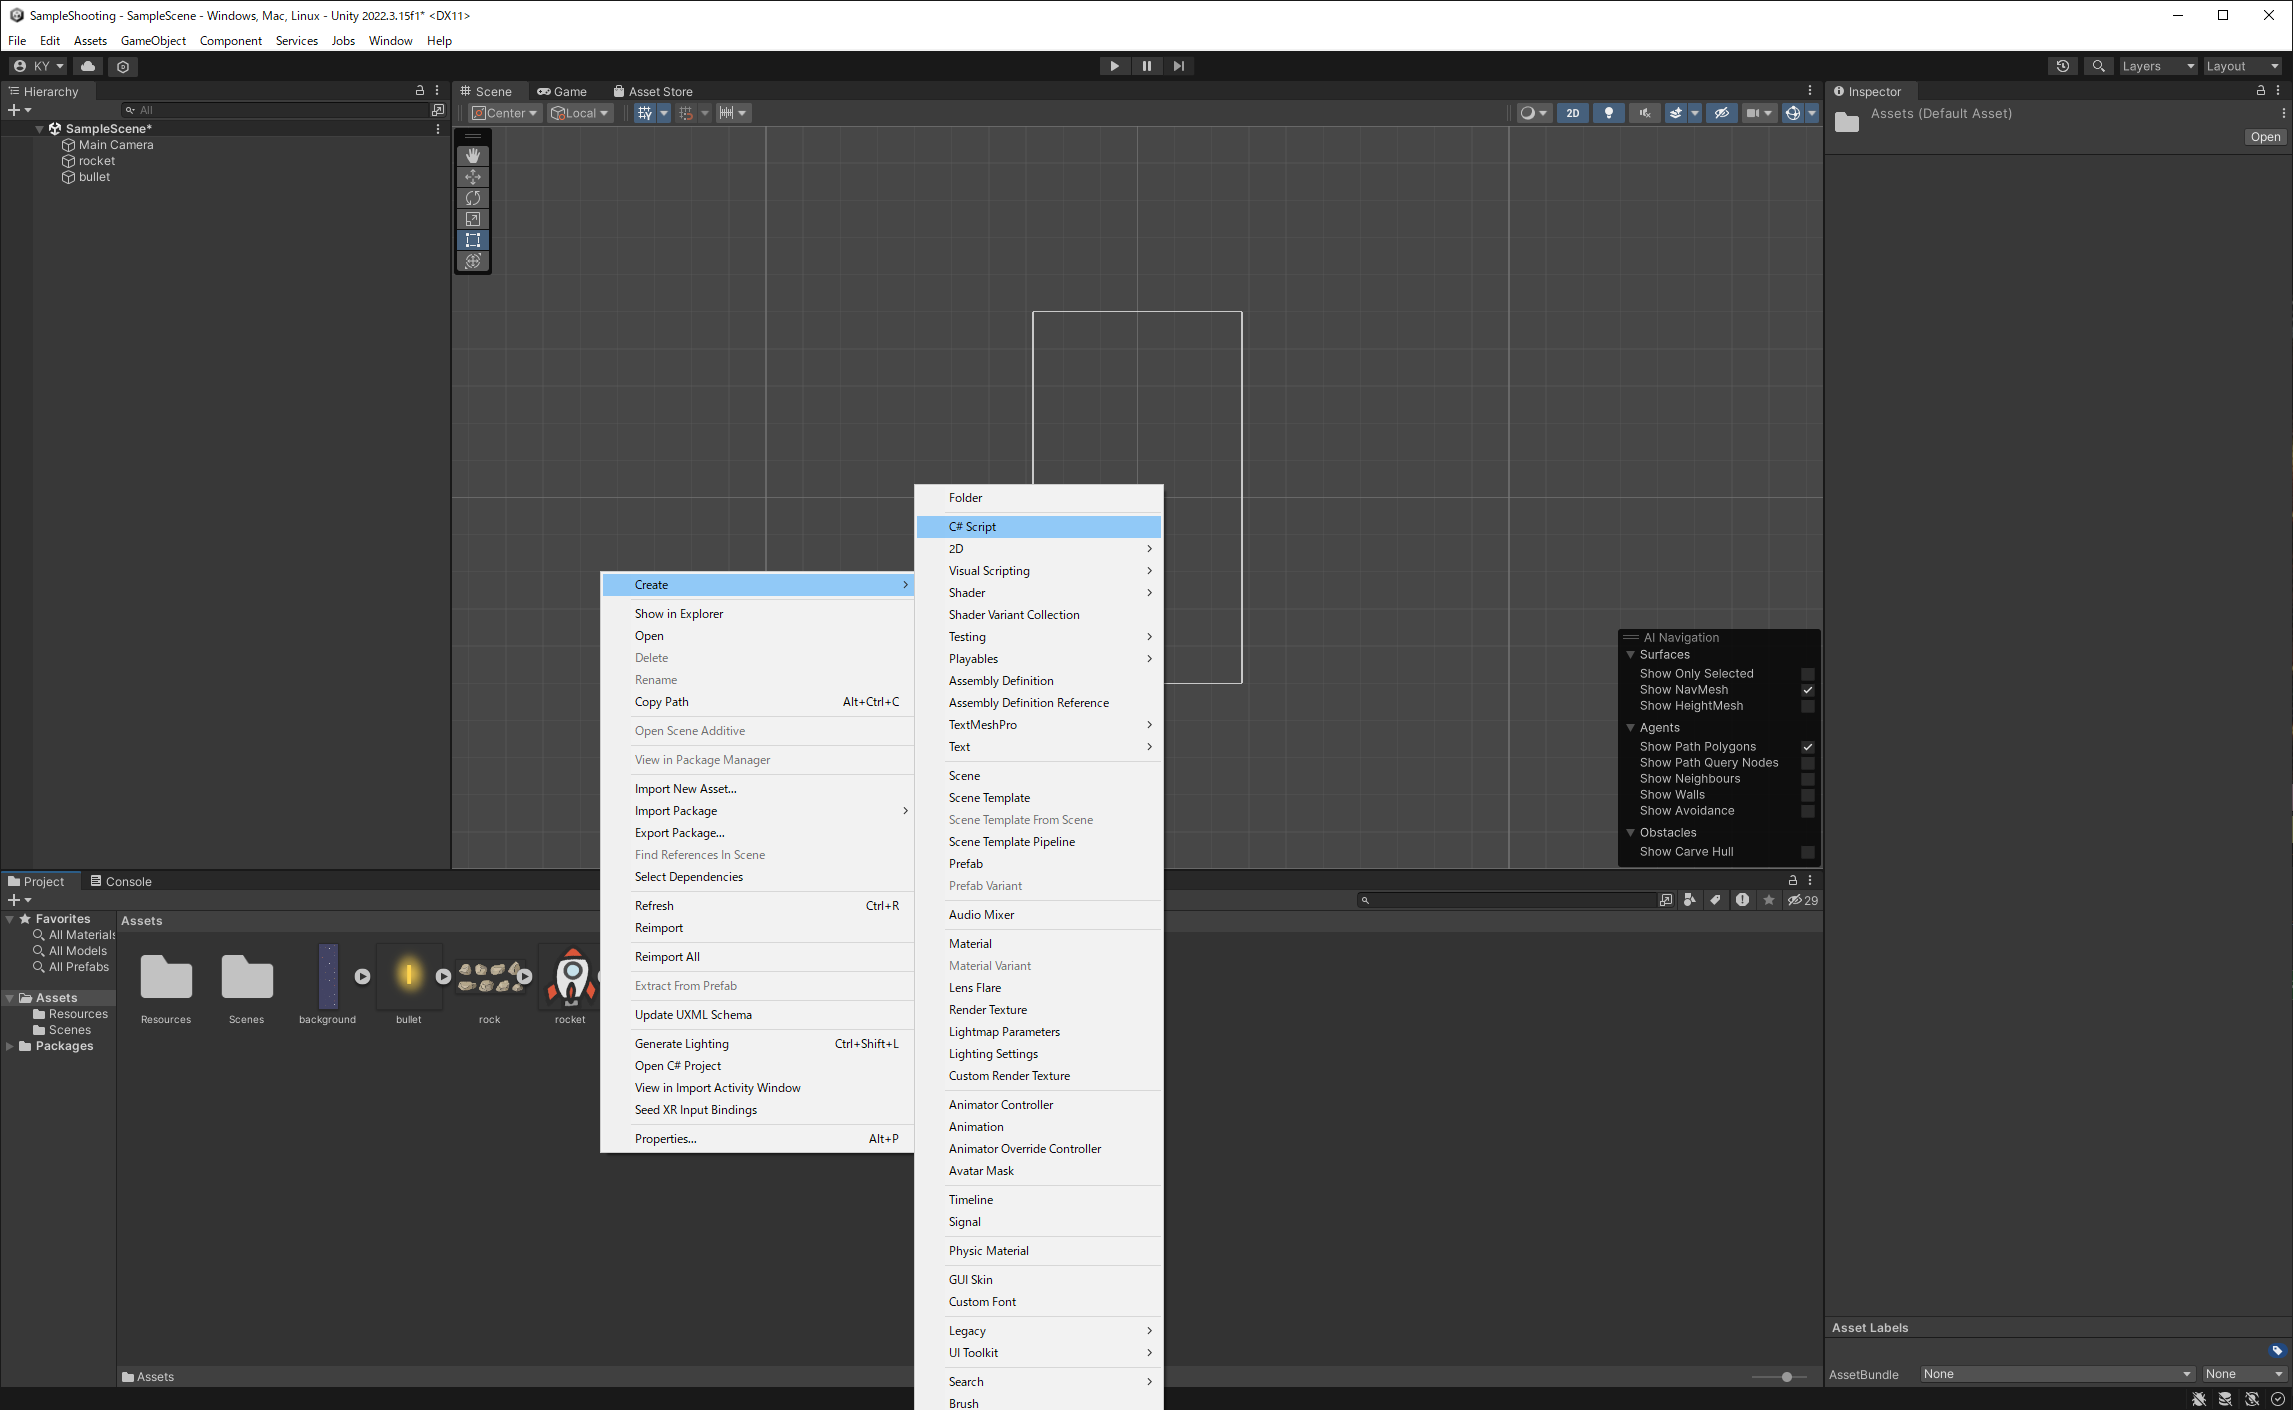 SampleShooting - SampleScene - Windows, Mac, Linux - Unity 2022.3.15f1* <DX11>
File Edit Assets GameObject Component Services Jobs Window Help
KY
Layers Layout
Hierarchy
All
SampleScene*
Main Camera
rocket
bullet
Scene Game Asset Store
Center Local
2D
Inspector
Assets (Default Asset)
Open
Create
Show in Explorer
Open
Delete
Rename
Copy Path Alt+Ctrl+C
Open Scene Additive
View in Package Manager
Import New Asset...
Import Package
Export Package...
Find References In Scene
Select Dependencies
Refresh Ctrl+R
Reimport
Reimport All
Extract From Prefab
Update UXML Schema
Generate Lighting Ctrl+Shift+L
Open C# Project
View in Import Activity Window
Seed XR Input Bindings
Properties... Alt+P
Folder
C# Script
2D
Visual Scripting
Shader
Shader Variant Collection
Testing
Playables
Assembly Definition
Assembly Definition Reference
TextMeshPro
Text
Scene
Scene Template
Scene Template From Scene
Scene Template Pipeline
Prefab
Prefab Variant
Audio Mixer
Material
Material Variant
Lens Flare
Render Texture
Lightmap Parameters
Lighting Settings
Custom Render Texture
Animator Controller
Animation
Animator Override Controller
Avatar Mask
Timeline
Signal
Physic Material
GUI Skin
Custom Font
Legacy
UI Toolkit
Search
Brush
AI Navigation
Surfaces
Show Only Selected
Show NavMesh
Show HeightMesh
Agents
Show Path Polygons
Show Path Query Nodes
Show Neighbours
Show Walls
Show Avoidance
Obstacles
Show Carve Hull
Project Console
29
Favorites
All Materials
All Models
All Prefabs
Assets
Resources
Scenes
Packages
Assets
Resources Scenes background bullet rock rocket
Assets
Asset Labels
AssetBundle None None